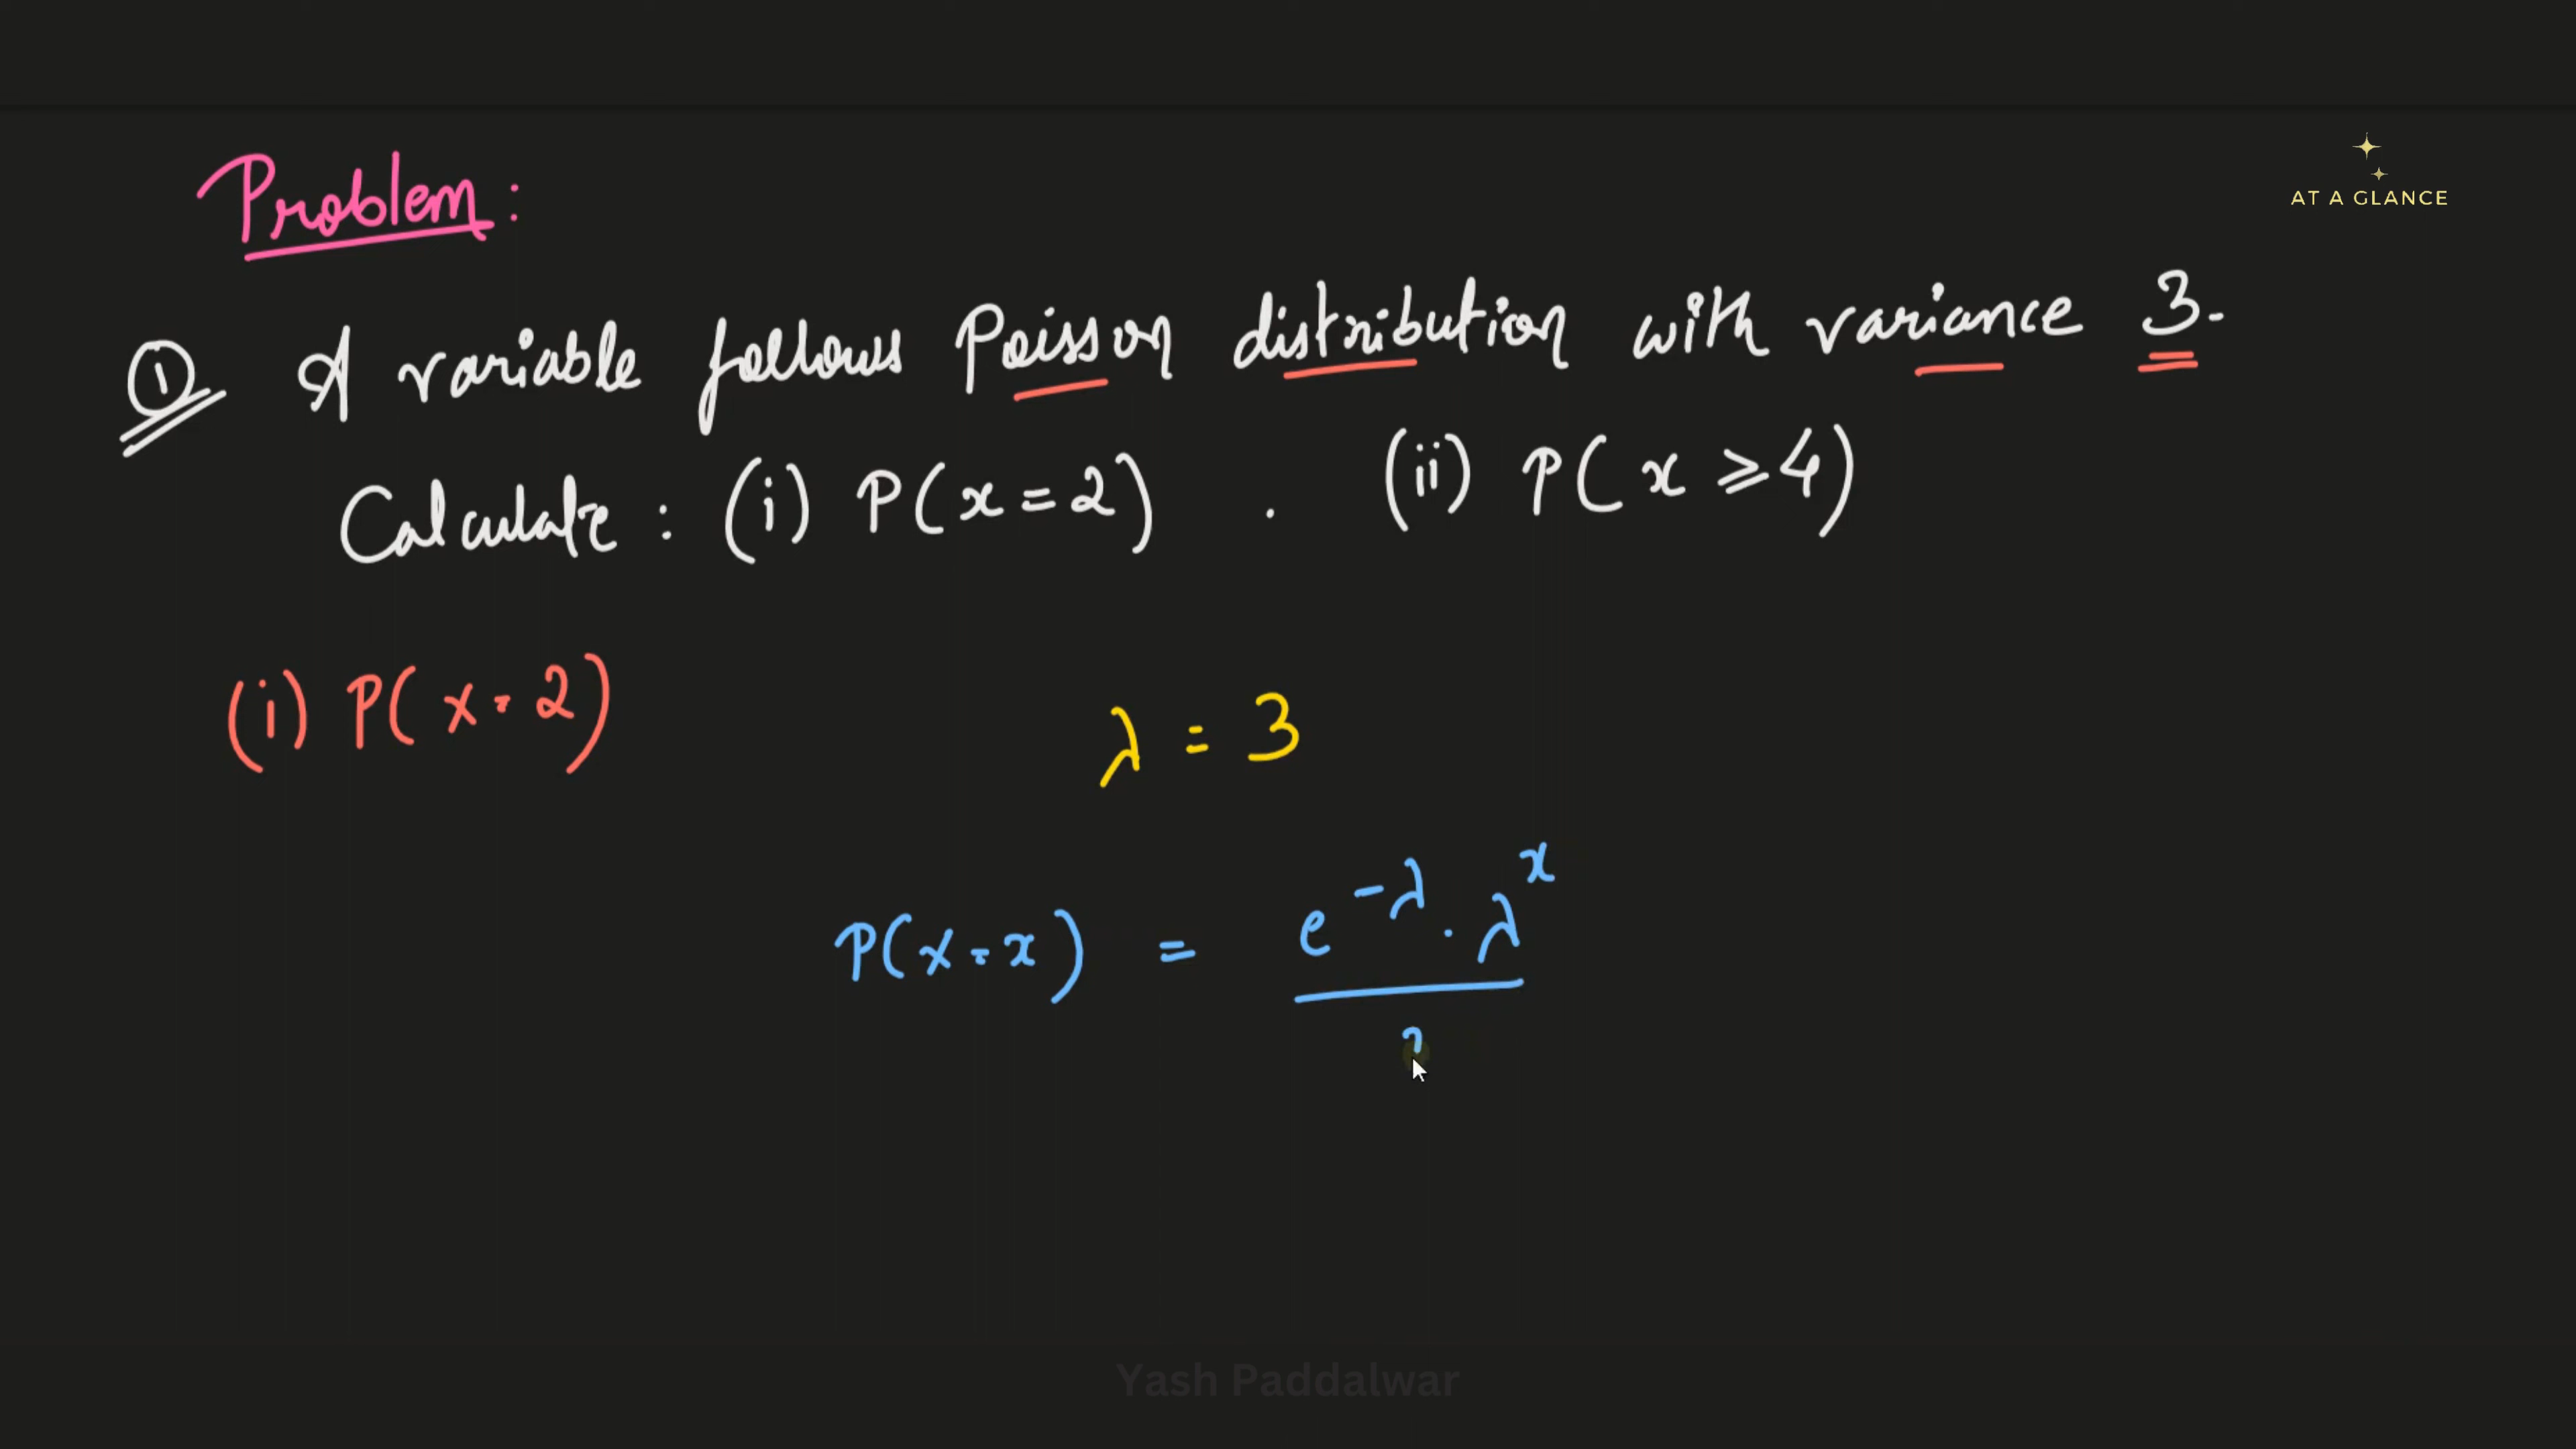 Problem:
AT A GLANCE
① A variable follows Poisson distribution with variance 3.
Calculate : (i) P(x = 2) . (ii) P(x ⩾ 4)
(i) P(x = 2)
λ = 3
P(x = x) = e^-λ . λ^x
Yash Paddalwar